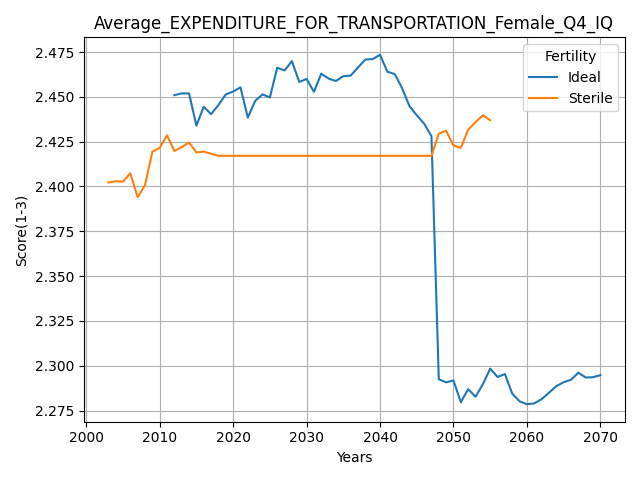 Average_EXPENDITURE_FOR_TRANSPORTATION_Female_Q4_IQ
Fertility
Ideal
Sterile
2.475
2.450
2.425
2.400
2.375
2.350
2.325
2.300
2.275
Score(1-3)
2000
2010
2020
2030
2040
2050
2060
2070
Years